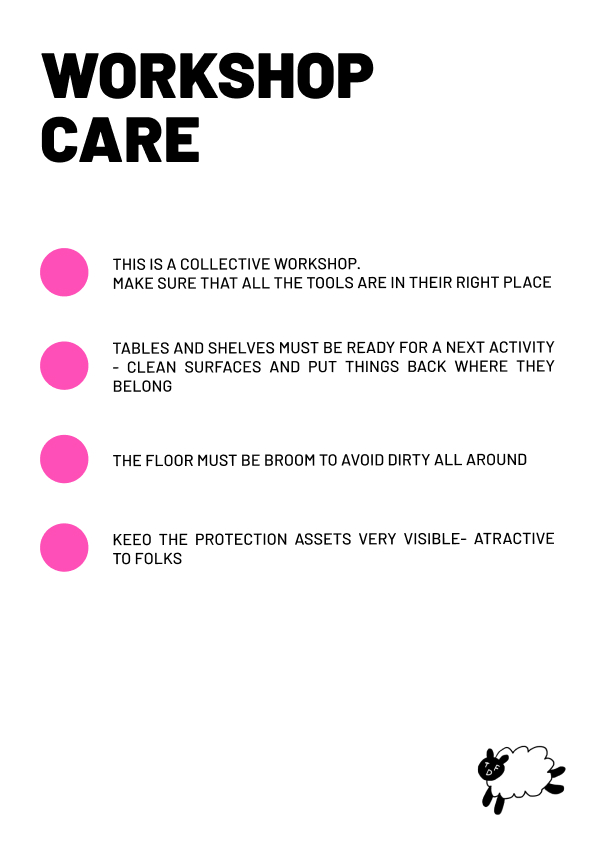 WORKSHOP
CARE
THIS IS A COLLECTIVE WORKSHOP.
MAKE SURE THAT ALL THE TOOLS ARE IN THEIR RIGHT PLACE
TABLES AND SHELVES MUST BE READY FOR A NEXT ACTIVITY
- CLEAN SURFACES AND PUT THINGS BACK WHERE THEY
BELONG
THE FLOOR MUST BE BROOM TO AVOID DIRTY ALL AROUND
KEEO THE PROTECTION ASSETS VERY VISIBLE- ATRACTIVE
TO FOLKS
T F
D